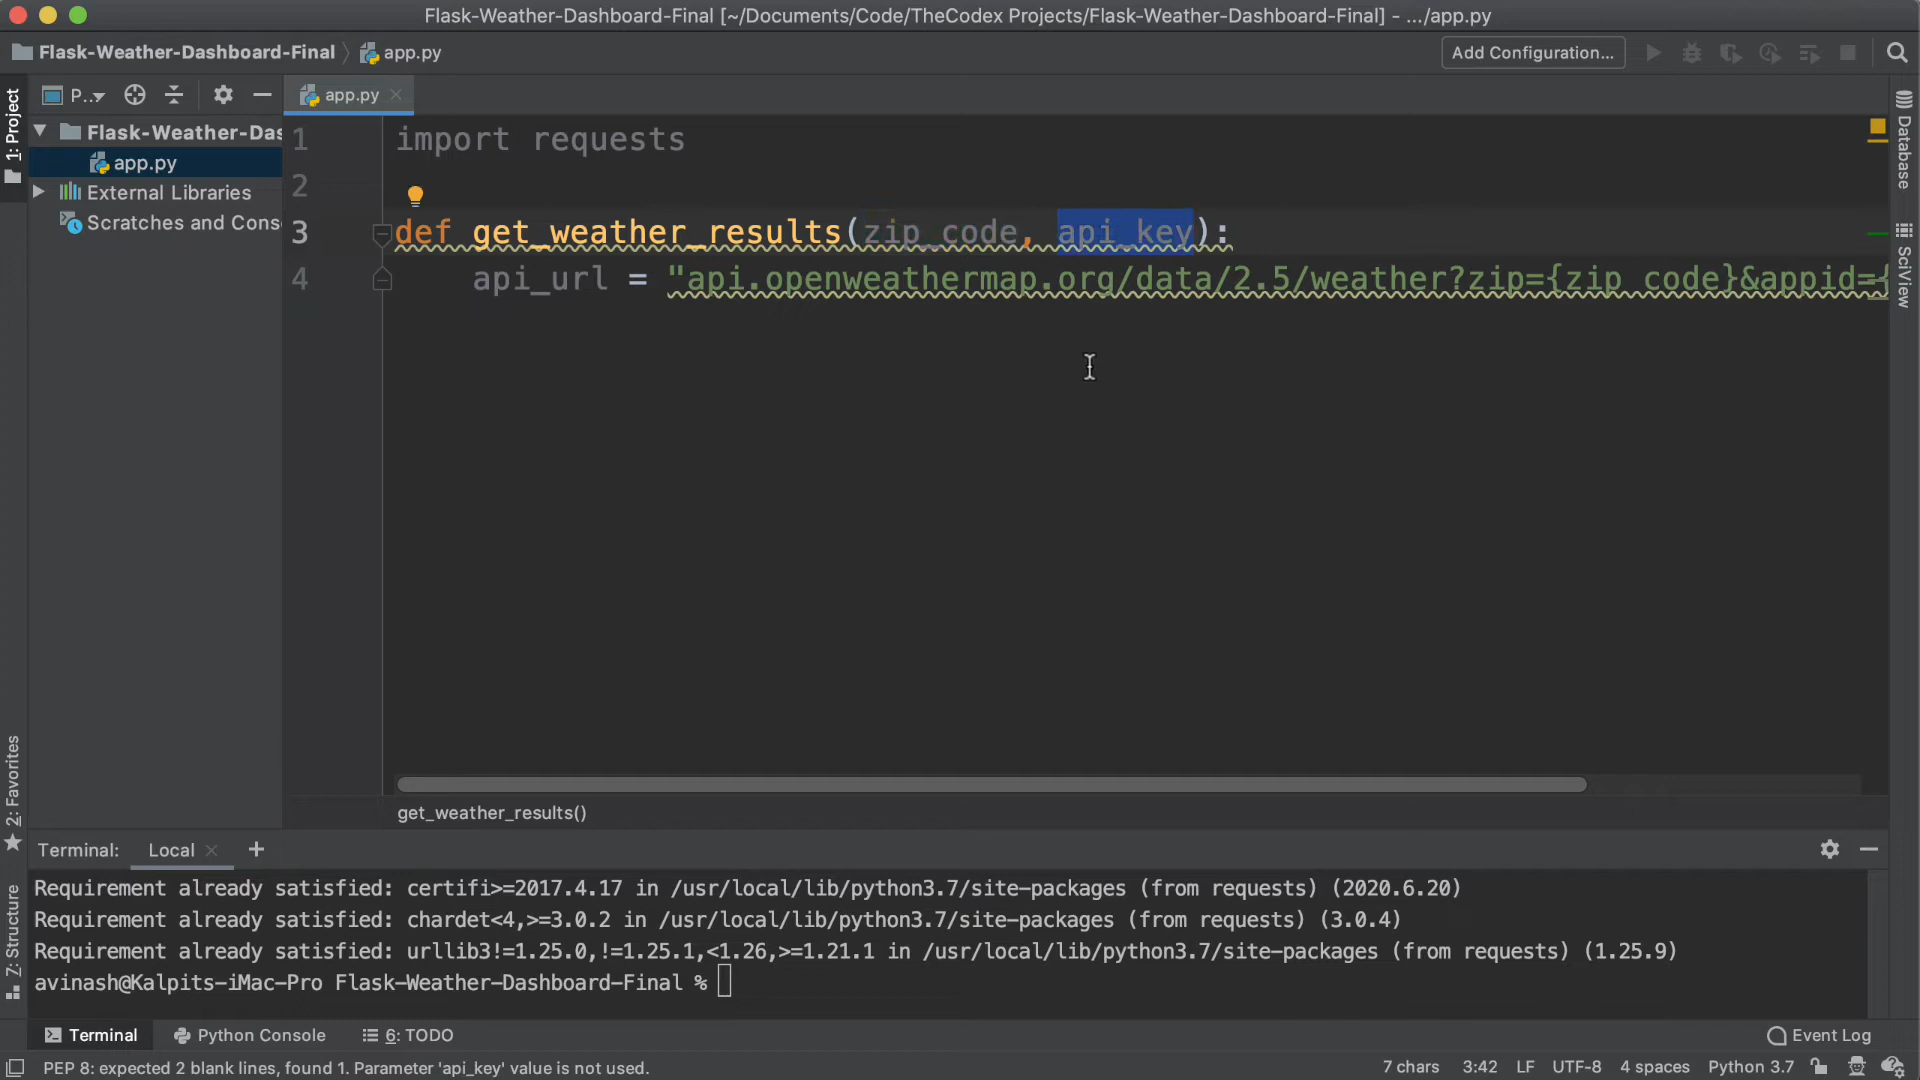 Flask-Weather-Dashboard-Final [~/Documents/Code/TheCodex Projects/Flask-Weather-Dashboard-Final] - .../app.py
Flask-Weather-Dashboard-Final app.py Add Configuration...
1: Project
P.. app.py
Flask-Weather-Das
app.py
External Libraries
Scratches and Cons
1 import requests
2
3 def get_weather_results(zip_code, api_key):
4 api_url = "api.openweathermap.org/data/2.5/weather?zip={zip_code}&appid={
get_weather_results()
Database
SciView
2: Favorites
7: Structure
Terminal: Local
Requirement already satisfied: certifi>=2017.4.17 in /usr/local/lib/python3.7/site-packages (from requests) (2020.6.20)
Requirement already satisfied: chardet<4,>=3.0.2 in /usr/local/lib/python3.7/site-packages (from requests) (3.0.4)
Requirement already satisfied: urllib3!=1.25.0,!=1.25.1,<1.26,>=1.21.1 in /usr/local/lib/python3.7/site-packages (from requests) (1.25.9)
avinash@Kalpits-iMac-Pro Flask-Weather-Dashboard-Final %
Terminal Python Console 6: TODO Event Log
PEP 8: expected 2 blank lines, found 1. Parameter 'api_key' value is not used. 7 chars 3:42 LF UTF-8 4 spaces Python 3.7